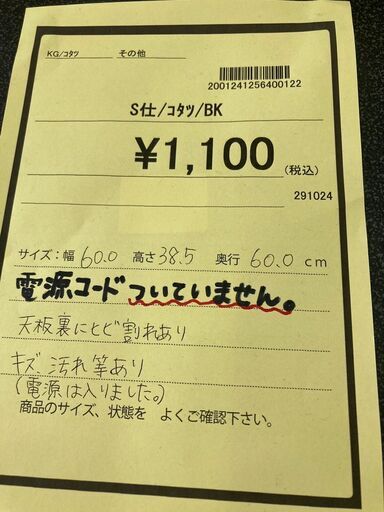 KG/ｺﾀﾂ その他
2001241256400122
S仕/ｺﾀﾂ/BK
¥1,100 (税込)
291024
サイズ:幅 60.0 高さ 38.5 奥行 60.0 cm
電源コードついていません。
天板裏にとび割れあり
キズ 汚れ等あり
(電源は入りました。)
商品のサイズ、状態を よくご確認下さい。